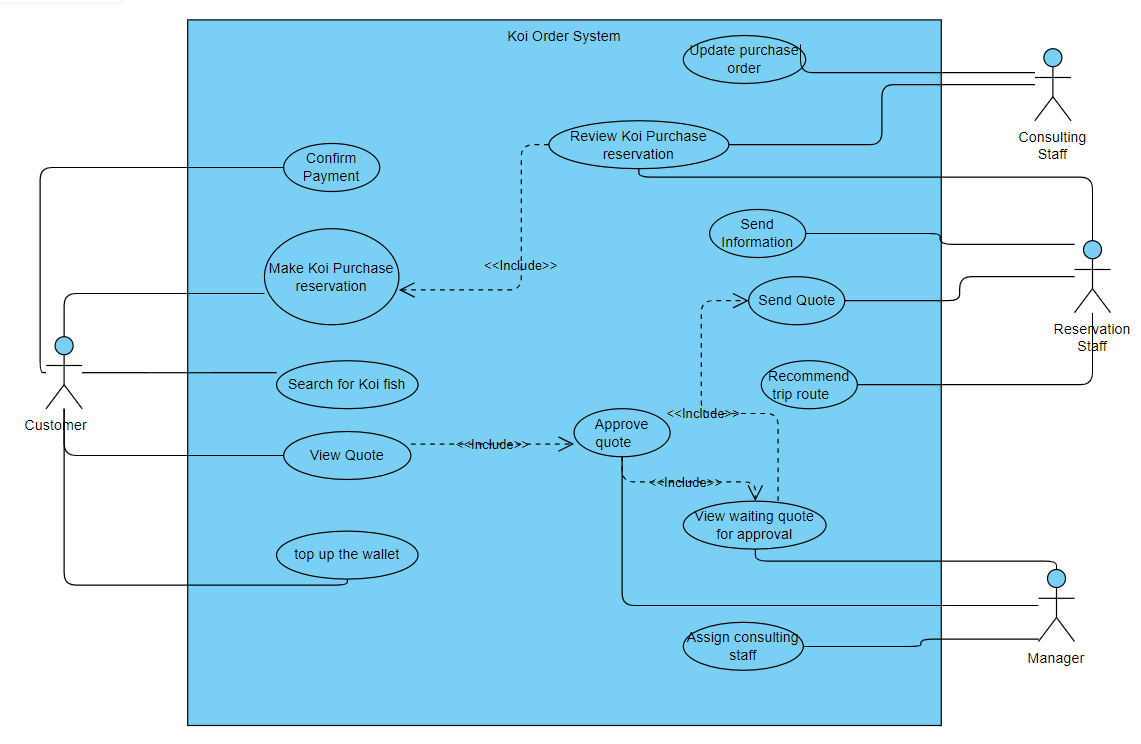 Koi Order System
Update purchase
order
Consulting
Staff
Review Koi Purchase
reservation
Confirm
Payment
Send
Information
Make Koi Purchase
reservation
<<Include>>
Send Quote
Reservation
Staff
Search for Koi fish
Recommend
trip route
Customer
Approve
quote
<<Include>>
View Quote
<<Include>>
<<Include>>
View waiting quote
for approval
top up the wallet
Assign consulting
staff
Manager